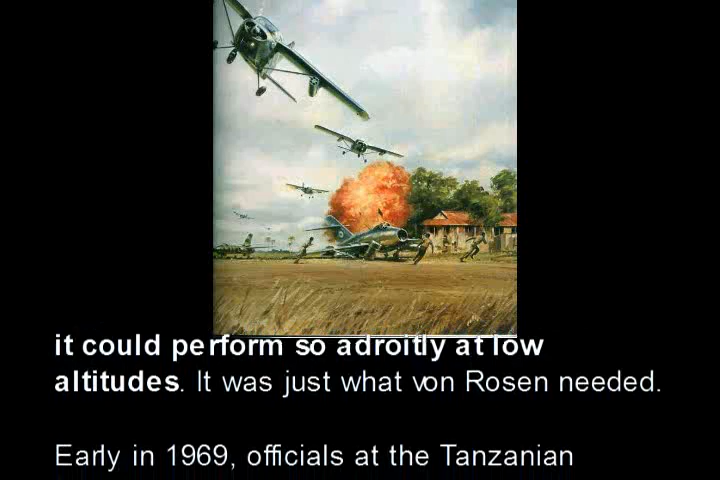 it could perform so adroitly at low
altitudes. It was just what von Rosen needed.
Early in 1969, officials at the Tanzanian